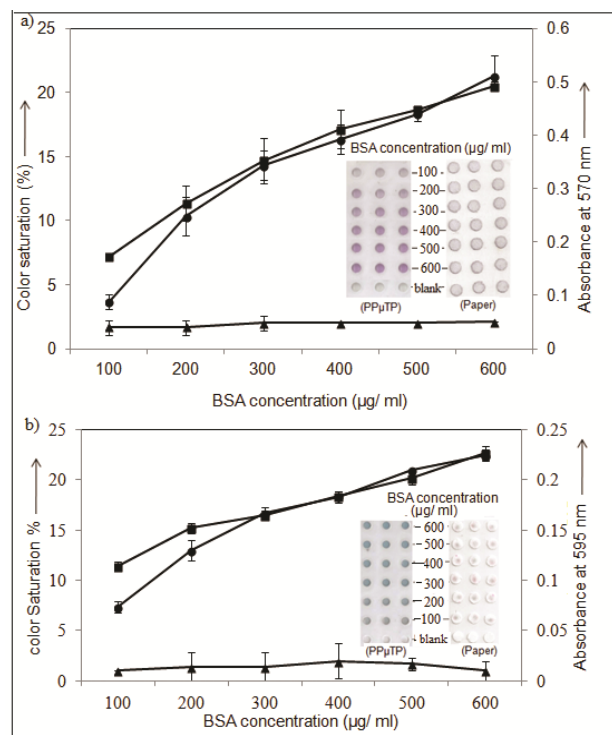 a)
25
20
15
10
5
0
Color saturation (%)
0.6
0.5
0.4
0.3
0.2
0.1
0
Absorbance at 570 nm
BSA concentration (µg/ ml)
100
200
300
400
500
600
blank
(PPµTP)
(Paper)
100 200 300 400 500 600
BSA concentration (µg/ ml)
b)
25
20
15
10
5
0
color Saturation %
0.25
0.2
0.15
0.1
0.05
0
Absorbance at 595 nm
BSA concentration
(µg/ ml)
600
500
400
300
200
100
blank
(PPµTP)
(Paper)
100 200 300 400 500 600
BSA concentration (µg/ ml)